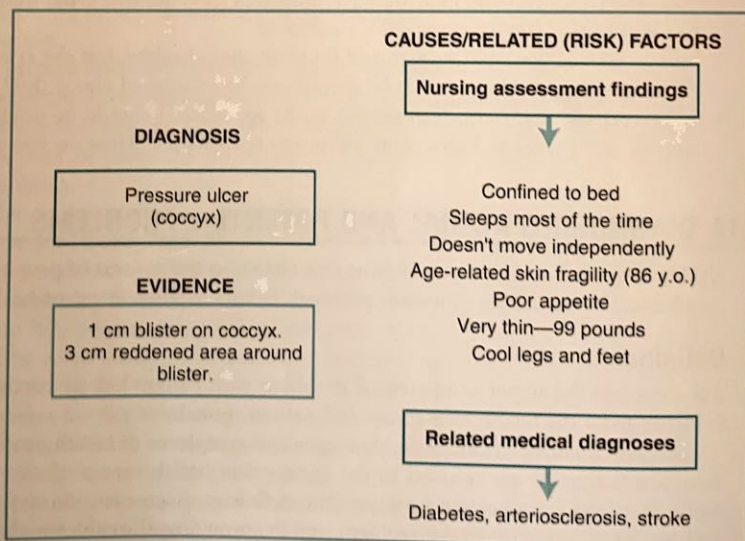 CAUSES/RELATED (RISK) FACTORS
Nursing assessment findings
DIAGNOSIS
Pressure ulcer
(coccyx)
EVIDENCE
1 cm blister on coccyx.
3 cm reddened area around
blister.
Confined to bed
Sleeps most of the time
Doesn't move independently
Age-related skin fragility (86 y.o.)
Poor appetite
Very thin—99 pounds
Cool legs and feet
Related medical diagnoses
Diabetes, arteriosclerosis, stroke